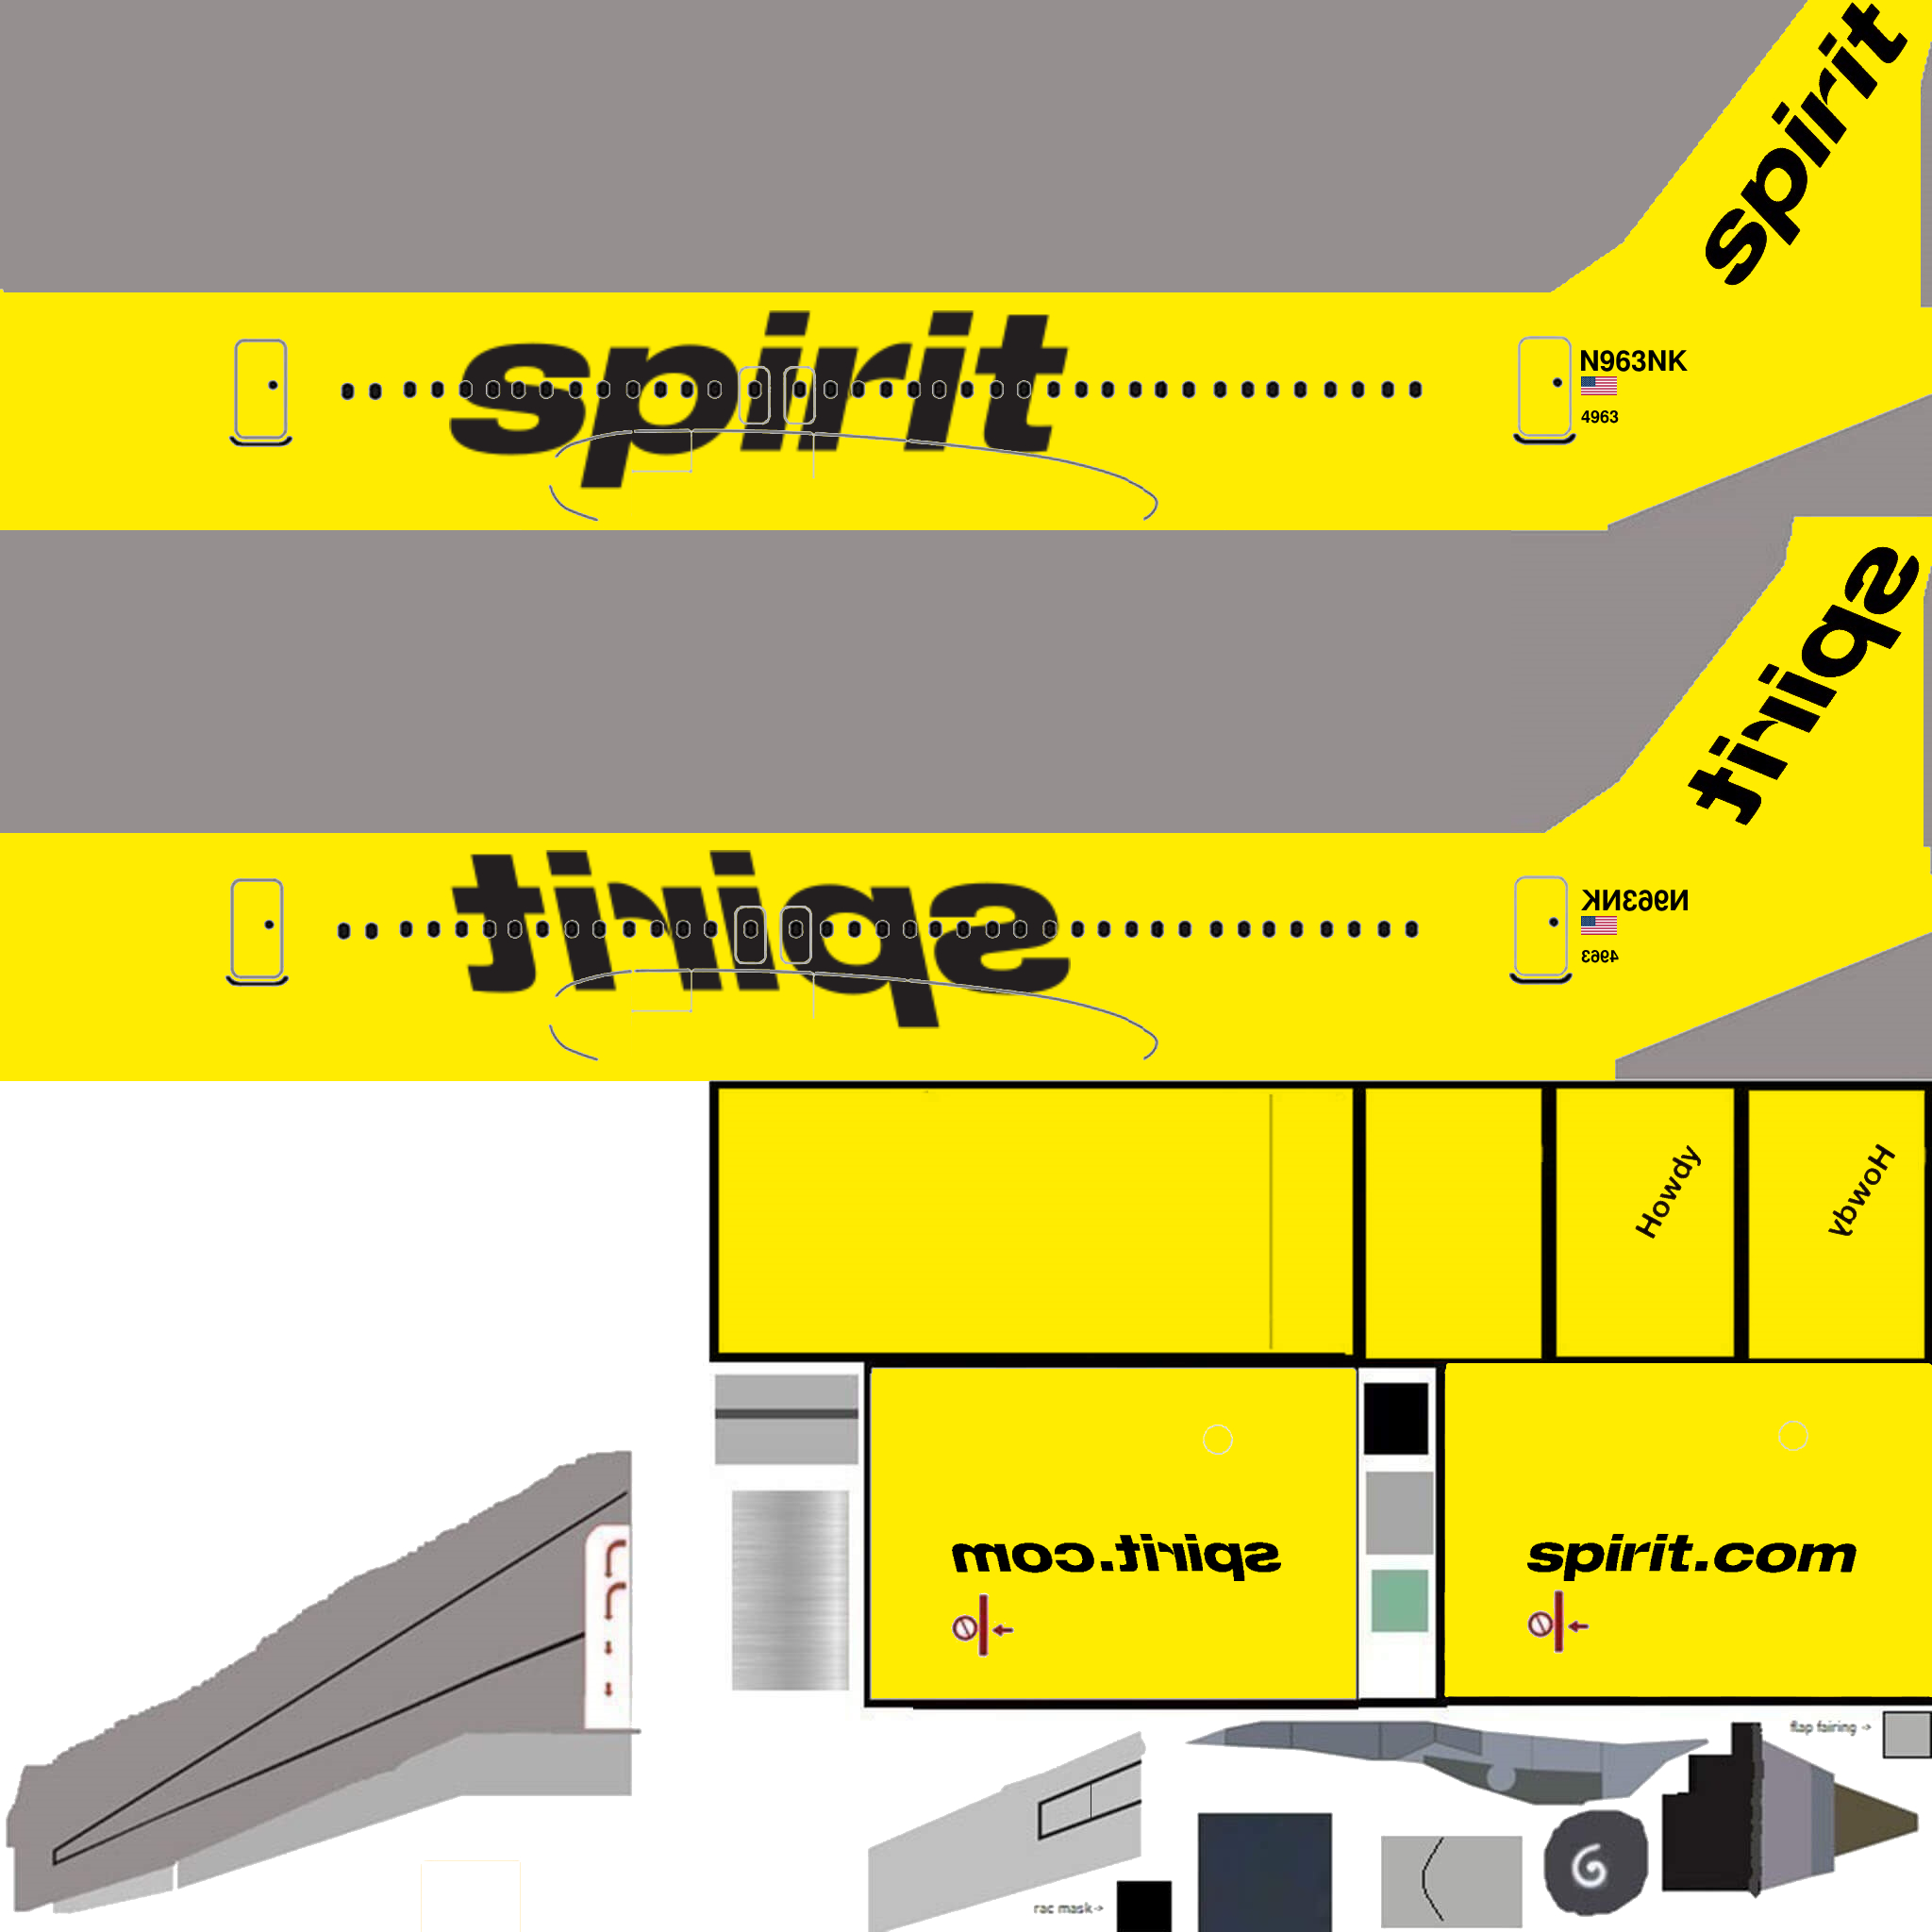 spirit
spirit
N963NK
4963
spirit
spirit
N963NK
4963
Howdy
Howdy
spirit.com
spirit.com
flap fairing ->
rac mask->